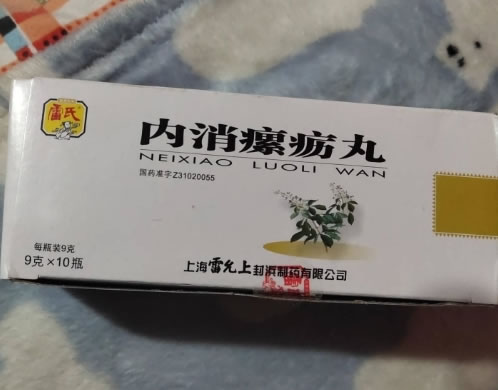 雷氏
内消瘰疬丸
NEIXIAO LUOLI WAN
国药准字Z31020055
每瓶装9克
9克×10瓶
上海雷允上封浜制药有限公司